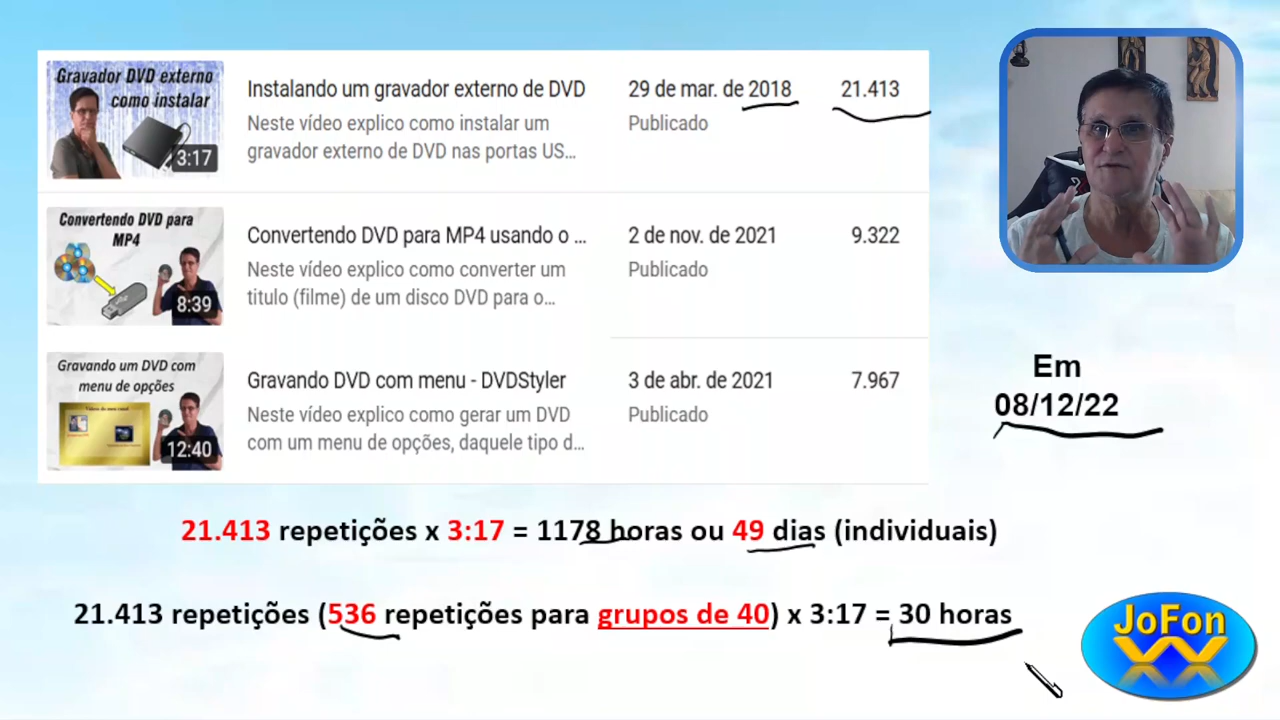 Gravador DVD externo
como instalar
3:17
Instalando um gravador externo de DVD
Neste vídeo explico como instalar um
gravador externo de DVD nas portas US...
29 de mar. de 2018
Publicado
21.413
Convertendo DVD para
MP4
8:39
Convertendo DVD para MP4 usando o ...
Neste vídeo explico como converter um
titulo (filme) de um disco DVD para o...
2 de nov. de 2021
Publicado
9.322
Gravando um DVD com
menu de opções
12:40
Gravando DVD com menu - DVDStyler
Neste vídeo explico como gerar um DVD
com um menu de opções, daquele tipo d...
3 de abr. de 2021
Publicado
7.967
Em
08/12/22
21.413 repetições x 3:17 = 1178 horas ou 49 dias (individuais)
21.413 repetições (536 repetições para grupos de 40) x 3:17 = 30 horas
JoFon